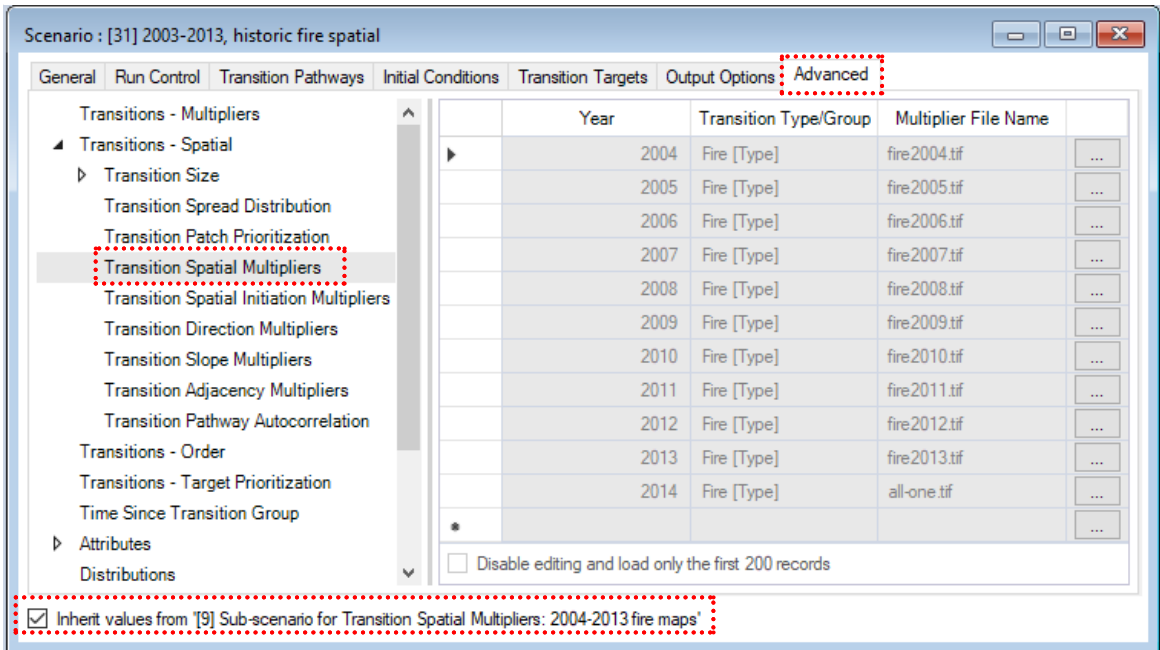 Scenario : [31] 2003-2013, historic fire spatial
General Run Control Transition Pathways Initial Conditions Transition Targets Output Options Advanced
Transitions - Multipliers
Transitions - Spatial
Transition Size
Transition Spread Distribution
Transition Patch Prioritization
Transition Spatial Multipliers
Transition Spatial Initiation Multipliers
Transition Direction Multipliers
Transition Slope Multipliers
Transition Adjacency Multipliers
Transition Pathway Autocorrelation
Transitions - Order
Transitions - Target Prioritization
Time Since Transition Group
Attributes
Distributions
Year Transition Type/Group Multiplier File Name
2004 Fire [Type] fire2004.tif ...
2005 Fire [Type] fire2005.tif ...
2006 Fire [Type] fire2006.tif ...
2007 Fire [Type] fire2007.tif ...
2008 Fire [Type] fire2008.tif ...
2009 Fire [Type] fire2009.tif ...
2010 Fire [Type] fire2010.tif ...
2011 Fire [Type] fire2011.tif ...
2012 Fire [Type] fire2012.tif ...
2013 Fire [Type] fire2013.tif ...
2014 Fire [Type] all-one.tif ...
...
Disable editing and load only the first 200 records
Inherit values from '[9] Sub-scenario for Transition Spatial Multipliers: 2004-2013 fire maps'